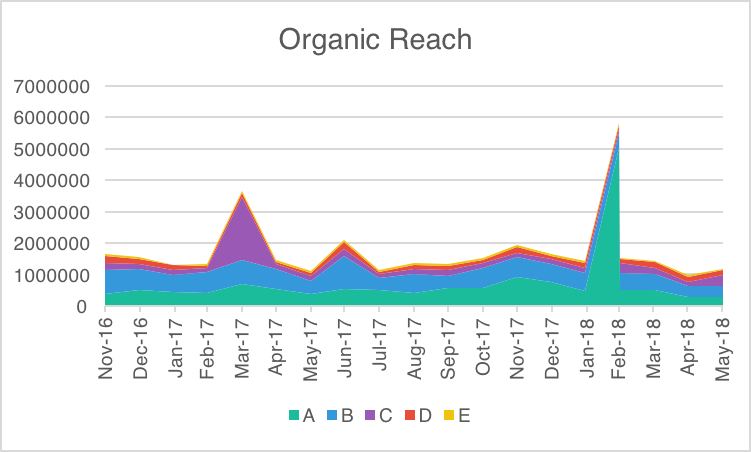 Organic Reach
7000000
6000000
5000000
4000000
3000000
2000000
1000000
0
Nov-16 Dec-16 Jan-17 Feb-17 Mar-17 Apr-17 May-17 Jun-17 Jul-17 Aug-17 Sep-17 Oct-17 Nov-17 Dec-17 Jan-18 Feb-18 Mar-18 Apr-18 May-18
A B C D E